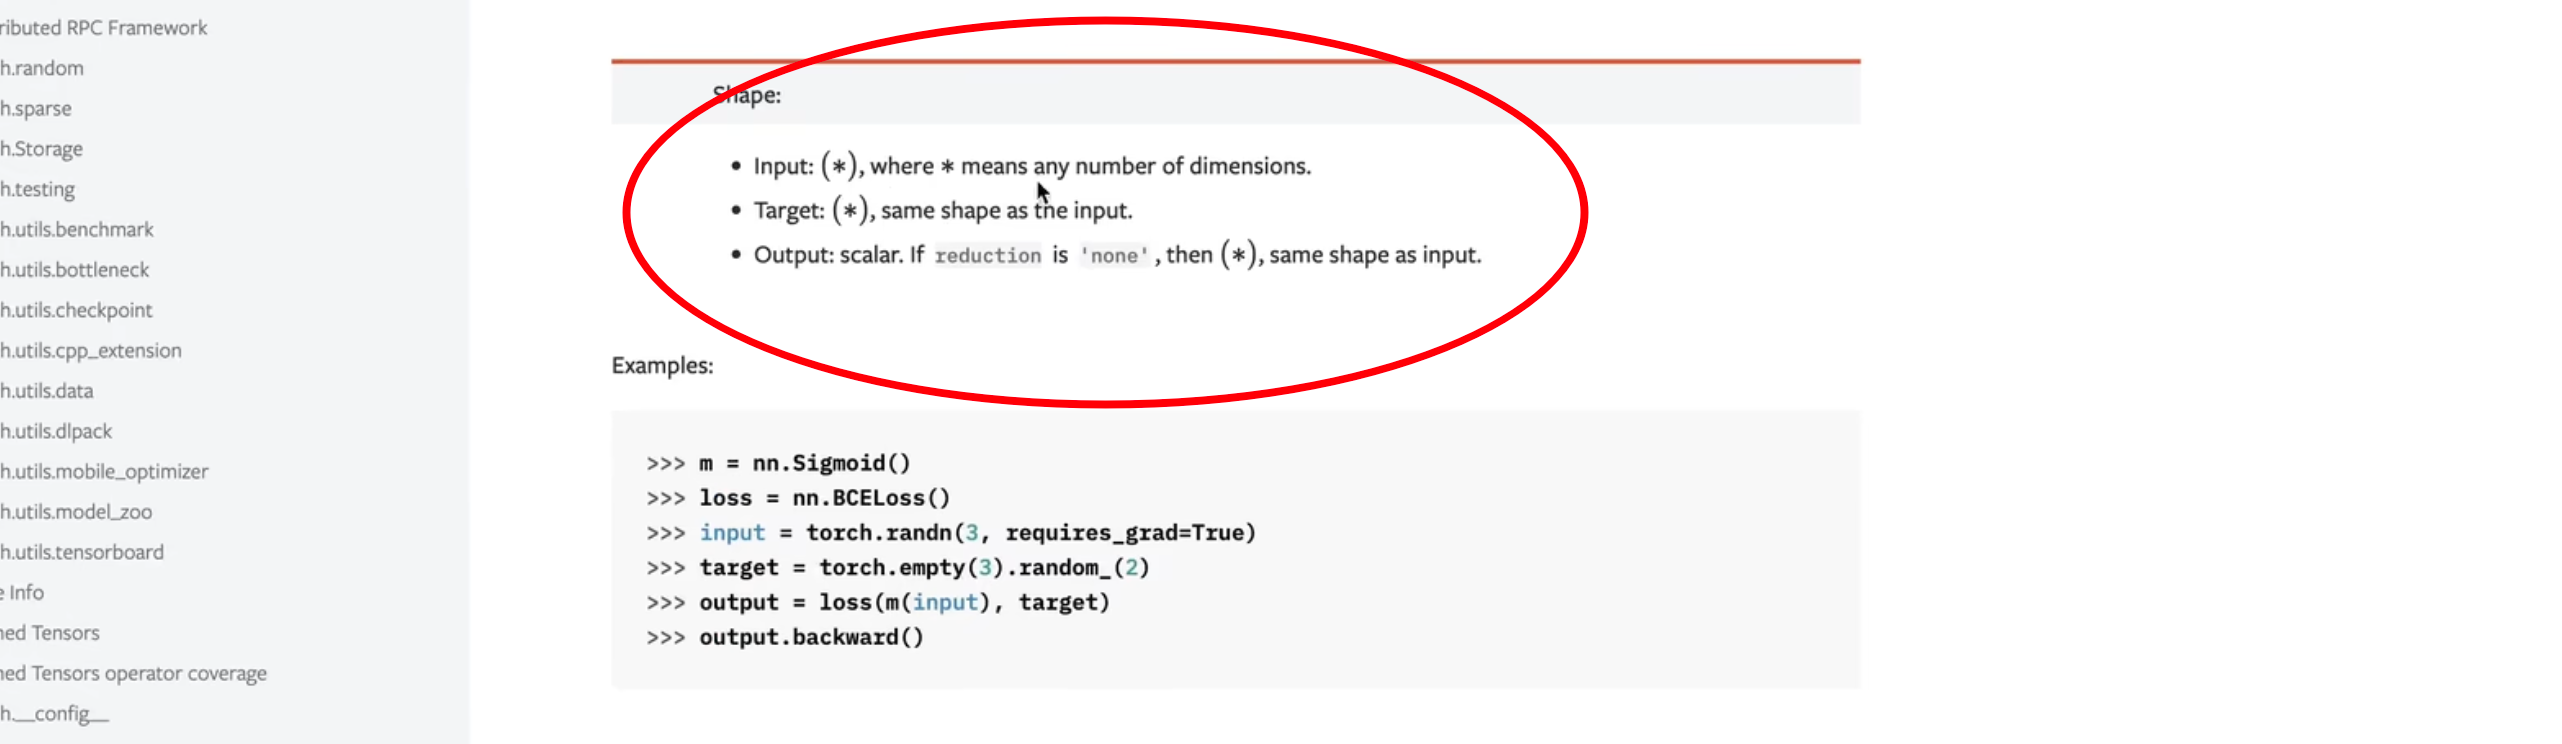 ributed RPC Framework
h.random
h.sparse
h.Storage
h.testing
h.utils.benchmark
h.utils.bottleneck
h.utils.checkpoint
h.utils.cpp_extension
h.utils.data
h.utils.dlpack
h.utils.mobile_optimizer
h.utils.model_zoo
h.utils.tensorboard
e Info
ned Tensors
ned Tensors operator coverage
h.__config__
Shape:
• Input: (*), where * means any number of dimensions.
• Target: (*), same shape as the input.
• Output: scalar. If reduction is 'none', then (*), same shape as input.
Examples:
>>> m = nn.Sigmoid()
>>> loss = nn.BCELoss()
>>> input = torch.randn(3, requires_grad=True)
>>> target = torch.empty(3).random_(2)
>>> output = loss(m(input), target)
>>> output.backward()